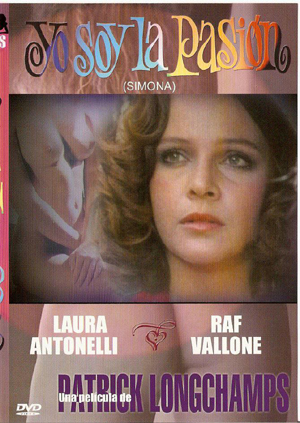 Yo soy la Pasión
(SIMONA)
LAURA ANTONELLI
RAF VALLONE
Una película de
PATRICK LONGCHAMPS
DVD